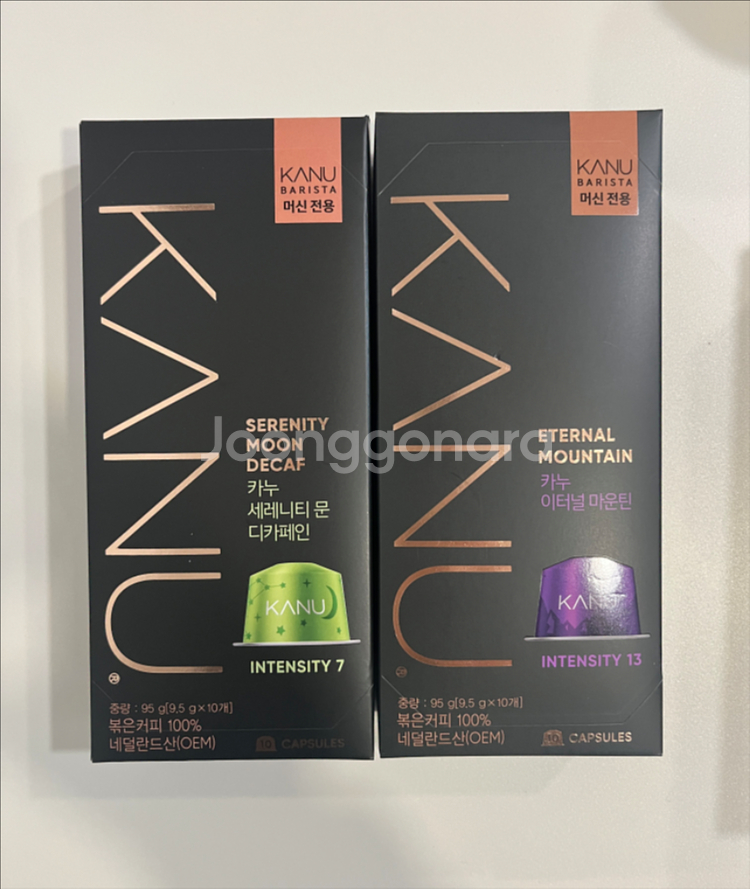 KANU
BARISTA
머신 전용
KANU
SERENITY
MOON
DECAF
카누
세레니티 문
디카페인
KANU
INTENSITY 7
중량 : 95 g[9.5 g×10개]
볶은커피 100%
네덜란드산(OEM)
10 CAPSULES
KANU
BARISTA
머신 전용
KANU
ETERNAL
MOUNTAIN
카누
이터널 마운틴
KANU
INTENSITY 13
중량 : 95 g[9.5 g×10개]
볶은커피 100%
네덜란드산(OEM)
10 CAPSULES
Joonggonara